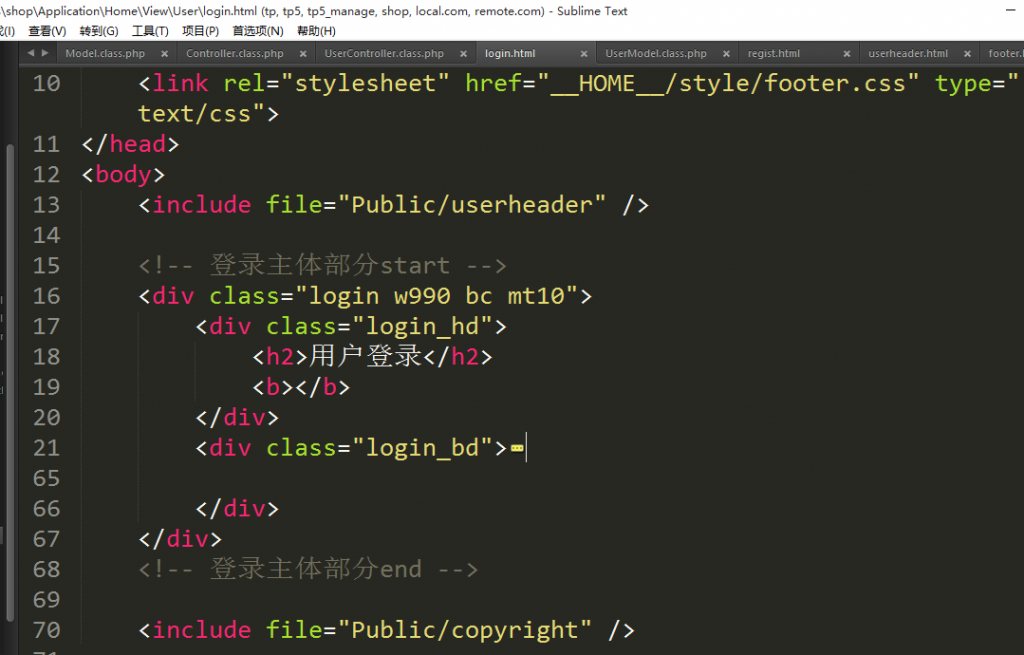 \shop\Application\Home\View\User\login.html (tp, tp5, tp5_manage, shop, local.com, remote.com) - Sublime Text
(I) 查看(V) 转到(G) 工具(T) 项目(P) 首选项(N) 帮助(H)
Model.class.php × Controller.class.php × UserController.class.php × login.html × UserModel.class.php × regist.html × userheader.html × footer.
10 <link rel="stylesheet" href="__HOME__/style/footer.css" type="
text/css">
11 </head>
12 <body>
13 <include file="Public/userheader" />
14
15 <!-- 登录主体部分start -->
16 <div class="login w990 bc mt10">
17 <div class="login_hd">
18 <h2>用户登录</h2>
19 <b></b>
20 </div>
21 <div class="login_bd">
65
66 </div>
67 </div>
68 <!-- 登录主体部分end -->
69
70 <include file="Public/copyright" />